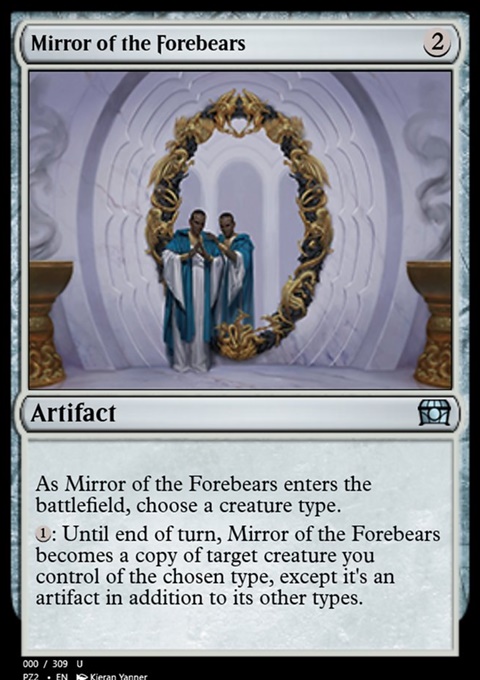 Mirror of the Forebears 2
Artifact
As Mirror of the Forebears enters the
battlefield, choose a creature type.
1: Until end of turn, Mirror of the Forebears
becomes a copy of target creature you
control of the chosen type, except it's an
artifact in addition to its other types.
000 / 309 U
PZ2 • EN Kieran Yanner